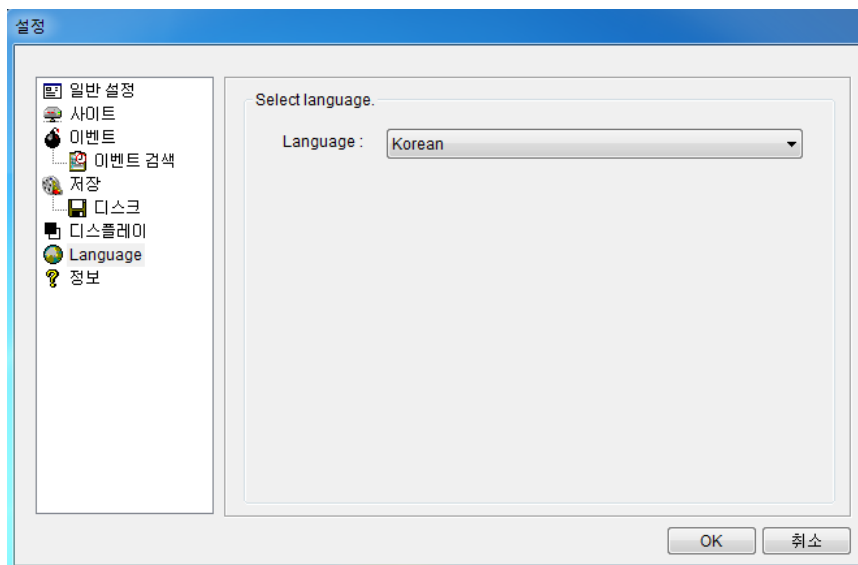 설정
일반 설정
사이트
이벤트
이벤트 검색
저장
디스크
디스플레이
Language
정보
Select language.
Language :
Korean
OK
취소